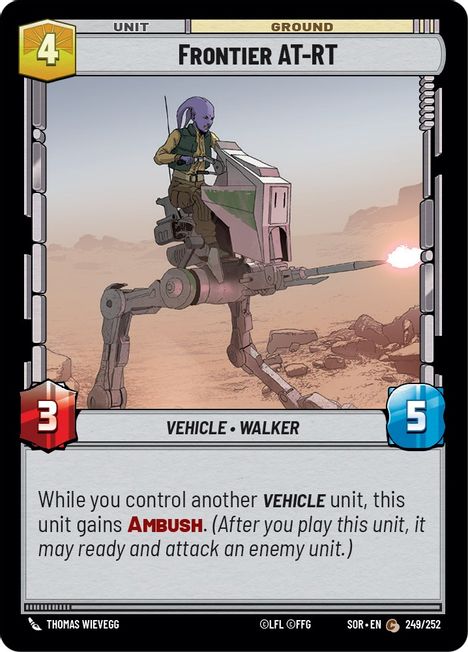 UNIT
GROUND
4
FRONTIER AT-RT
3
VEHICLE • WALKER
5
While you control another VEHICLE unit, this
unit gains AMBUSH. (After you play this unit, it
may ready and attack an enemy unit.)
THOMAS WIEVEGG
©LFL ©FFG
SOR • EN C 249/252